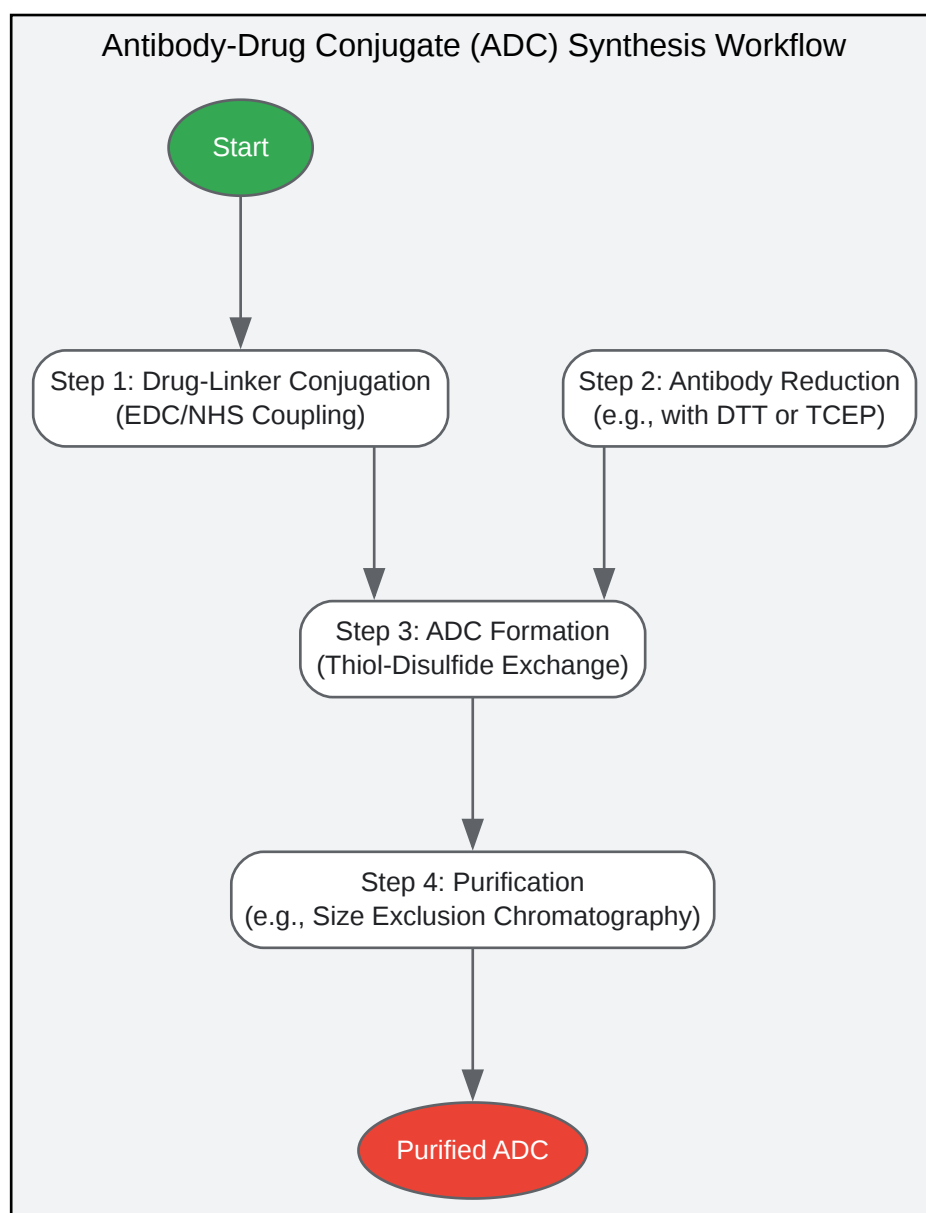 Antibody-Drug Conjugate (ADC) Synthesis Workflow
Start
Step 1: Drug-Linker Conjugation
(EDC/NHS Coupling)
Step 2: Antibody Reduction
(e.g., with DTT or TCEP)
Step 3: ADC Formation
(Thiol-Disulfide Exchange)
Step 4: Purification
(e.g., Size Exclusion Chromatography)
Purified ADC